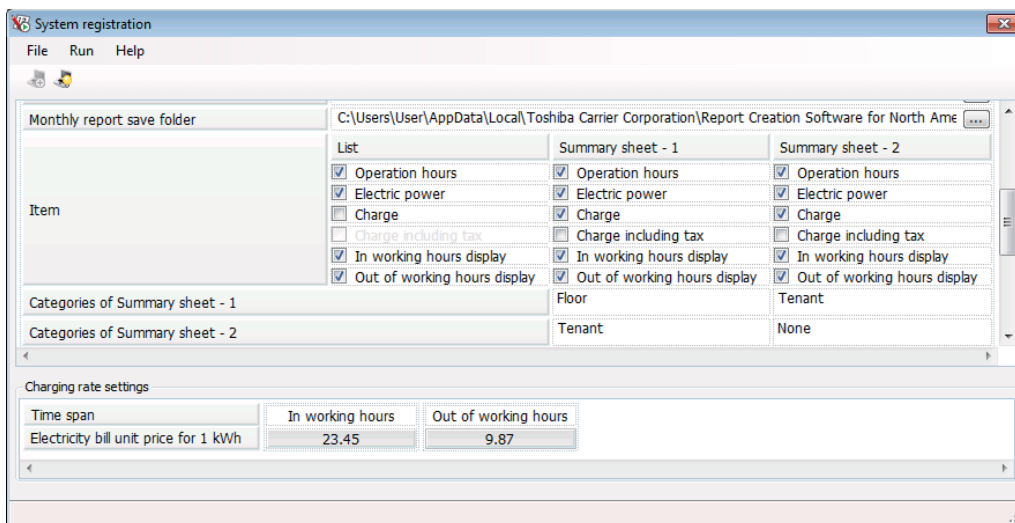 System registration
File Run Help
Monthly report save folder C:\Users\User\AppData\Local\Toshiba Carrier Corporation\Report Creation Software for North Ame ...
List Summary sheet - 1 Summary sheet - 2
Item
Operation hours Operation hours Operation hours
Electric power Electric power Electric power
Charge Charge Charge
Charge including tax Charge including tax Charge including tax
In working hours display In working hours display In working hours display
Out of working hours display Out of working hours display Out of working hours display
Categories of Summary sheet - 1 Floor Tenant
Categories of Summary sheet - 2 Tenant None
Charging rate settings
Time span In working hours Out of working hours
Electricity bill unit price for 1 kWh 23.45 9.87